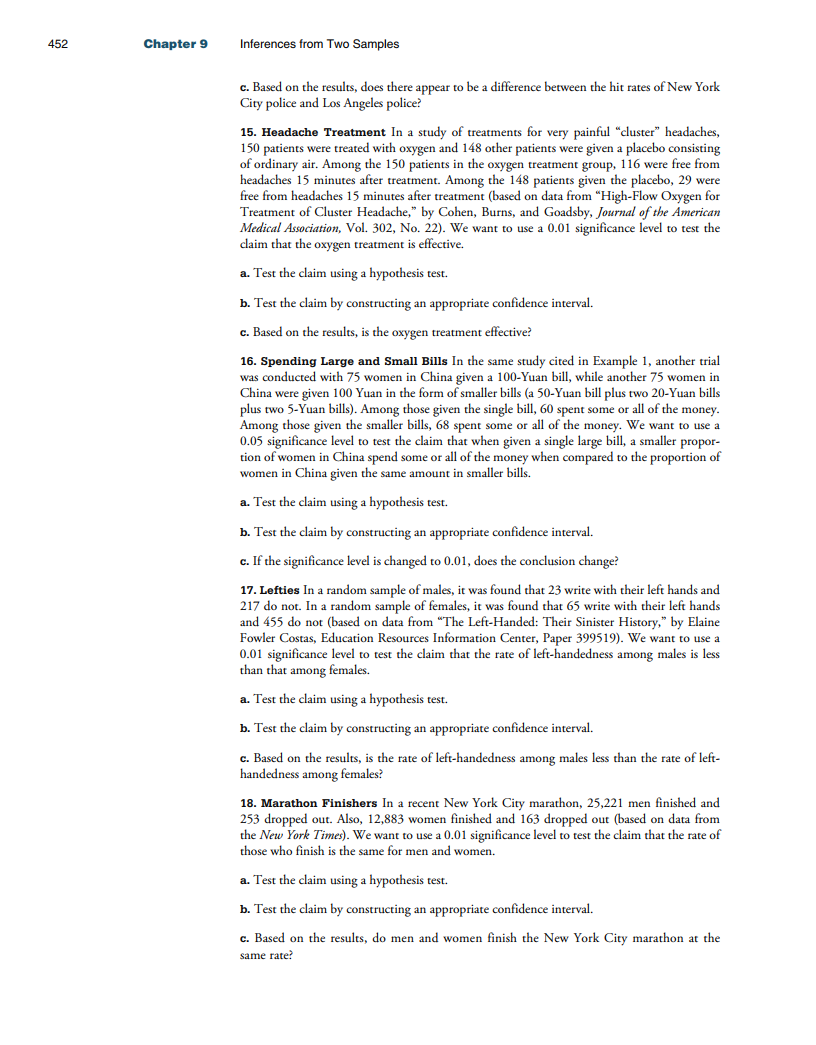 452 Chapter 9 Inferences from Two Samples
c. Based on the results, does there appear to be a difference between the hit rates of New York
City police and Los Angeles police?
15. Headache Treatment In a study of treatments for very painful “cluster” headaches,
150 patients were treated with oxygen and 148 other patients were given a placebo consisting
of ordinary air. Among the 150 patients in the oxygen treatment group, 116 were free from
headaches 15 minutes after treatment. Among the 148 patients given the placebo, 29 were
free from headaches 15 minutes after treatment (based on data from “High-Flow Oxygen for
Treatment of Cluster Headache,” by Cohen, Burns, and Goadsby, Journal of the American
Medical Association, Vol. 302, No. 22). We want to use a 0.01 significance level to test the
claim that the oxygen treatment is effective.
a. Test the claim using a hypothesis test.
b. Test the claim by constructing an appropriate confidence interval.
c. Based on the results, is the oxygen treatment effective?
16. Spending Large and Small Bills In the same study cited in Example 1, another trial
was conducted with 75 women in China given a 100-Yuan bill, while another 75 women in
China were given 100 Yuan in the form of smaller bills (a 50-Yuan bill plus two 20-Yuan bills
plus two 5-Yuan bills). Among those given the single bill, 60 spent some or all of the money.
Among those given the smaller bills, 68 spent some or all of the money. We want to use a
0.05 significance level to test the claim that when given a single large bill, a smaller propor-
tion of women in China spend some or all of the money when compared to the proportion of
women in China given the same amount in smaller bills.
a. Test the claim using a hypothesis test.
b. Test the claim by constructing an appropriate confidence interval.
c. If the significance level is changed to 0.01, does the conclusion change?
17. Lefties In a random sample of males, it was found that 23 write with their left hands and
217 do not. In a random sample of females, it was found that 65 write with their left hands
and 455 do not (based on data from “The Left-Handed: Their Sinister History,” by Elaine
Fowler Costas, Education Resources Information Center, Paper 399519). We want to use a
0.01 significance level to test the claim that the rate of left-handedness among males is less
than that among females.
a. Test the claim using a hypothesis test.
b. Test the claim by constructing an appropriate confidence interval.
c. Based on the results, is the rate of left-handedness among males less than the rate of left-
handedness among females?
18. Marathon Finishers In a recent New York City marathon, 25,221 men finished and
253 dropped out. Also, 12,883 women finished and 163 dropped out (based on data from
the New York Times). We want to use a 0.01 significance level to test the claim that the rate of
those who finish is the same for men and women.
a. Test the claim using a hypothesis test.
b. Test the claim by constructing an appropriate confidence interval.
c. Based on the results, do men and women finish the New York City marathon at the
same rate?